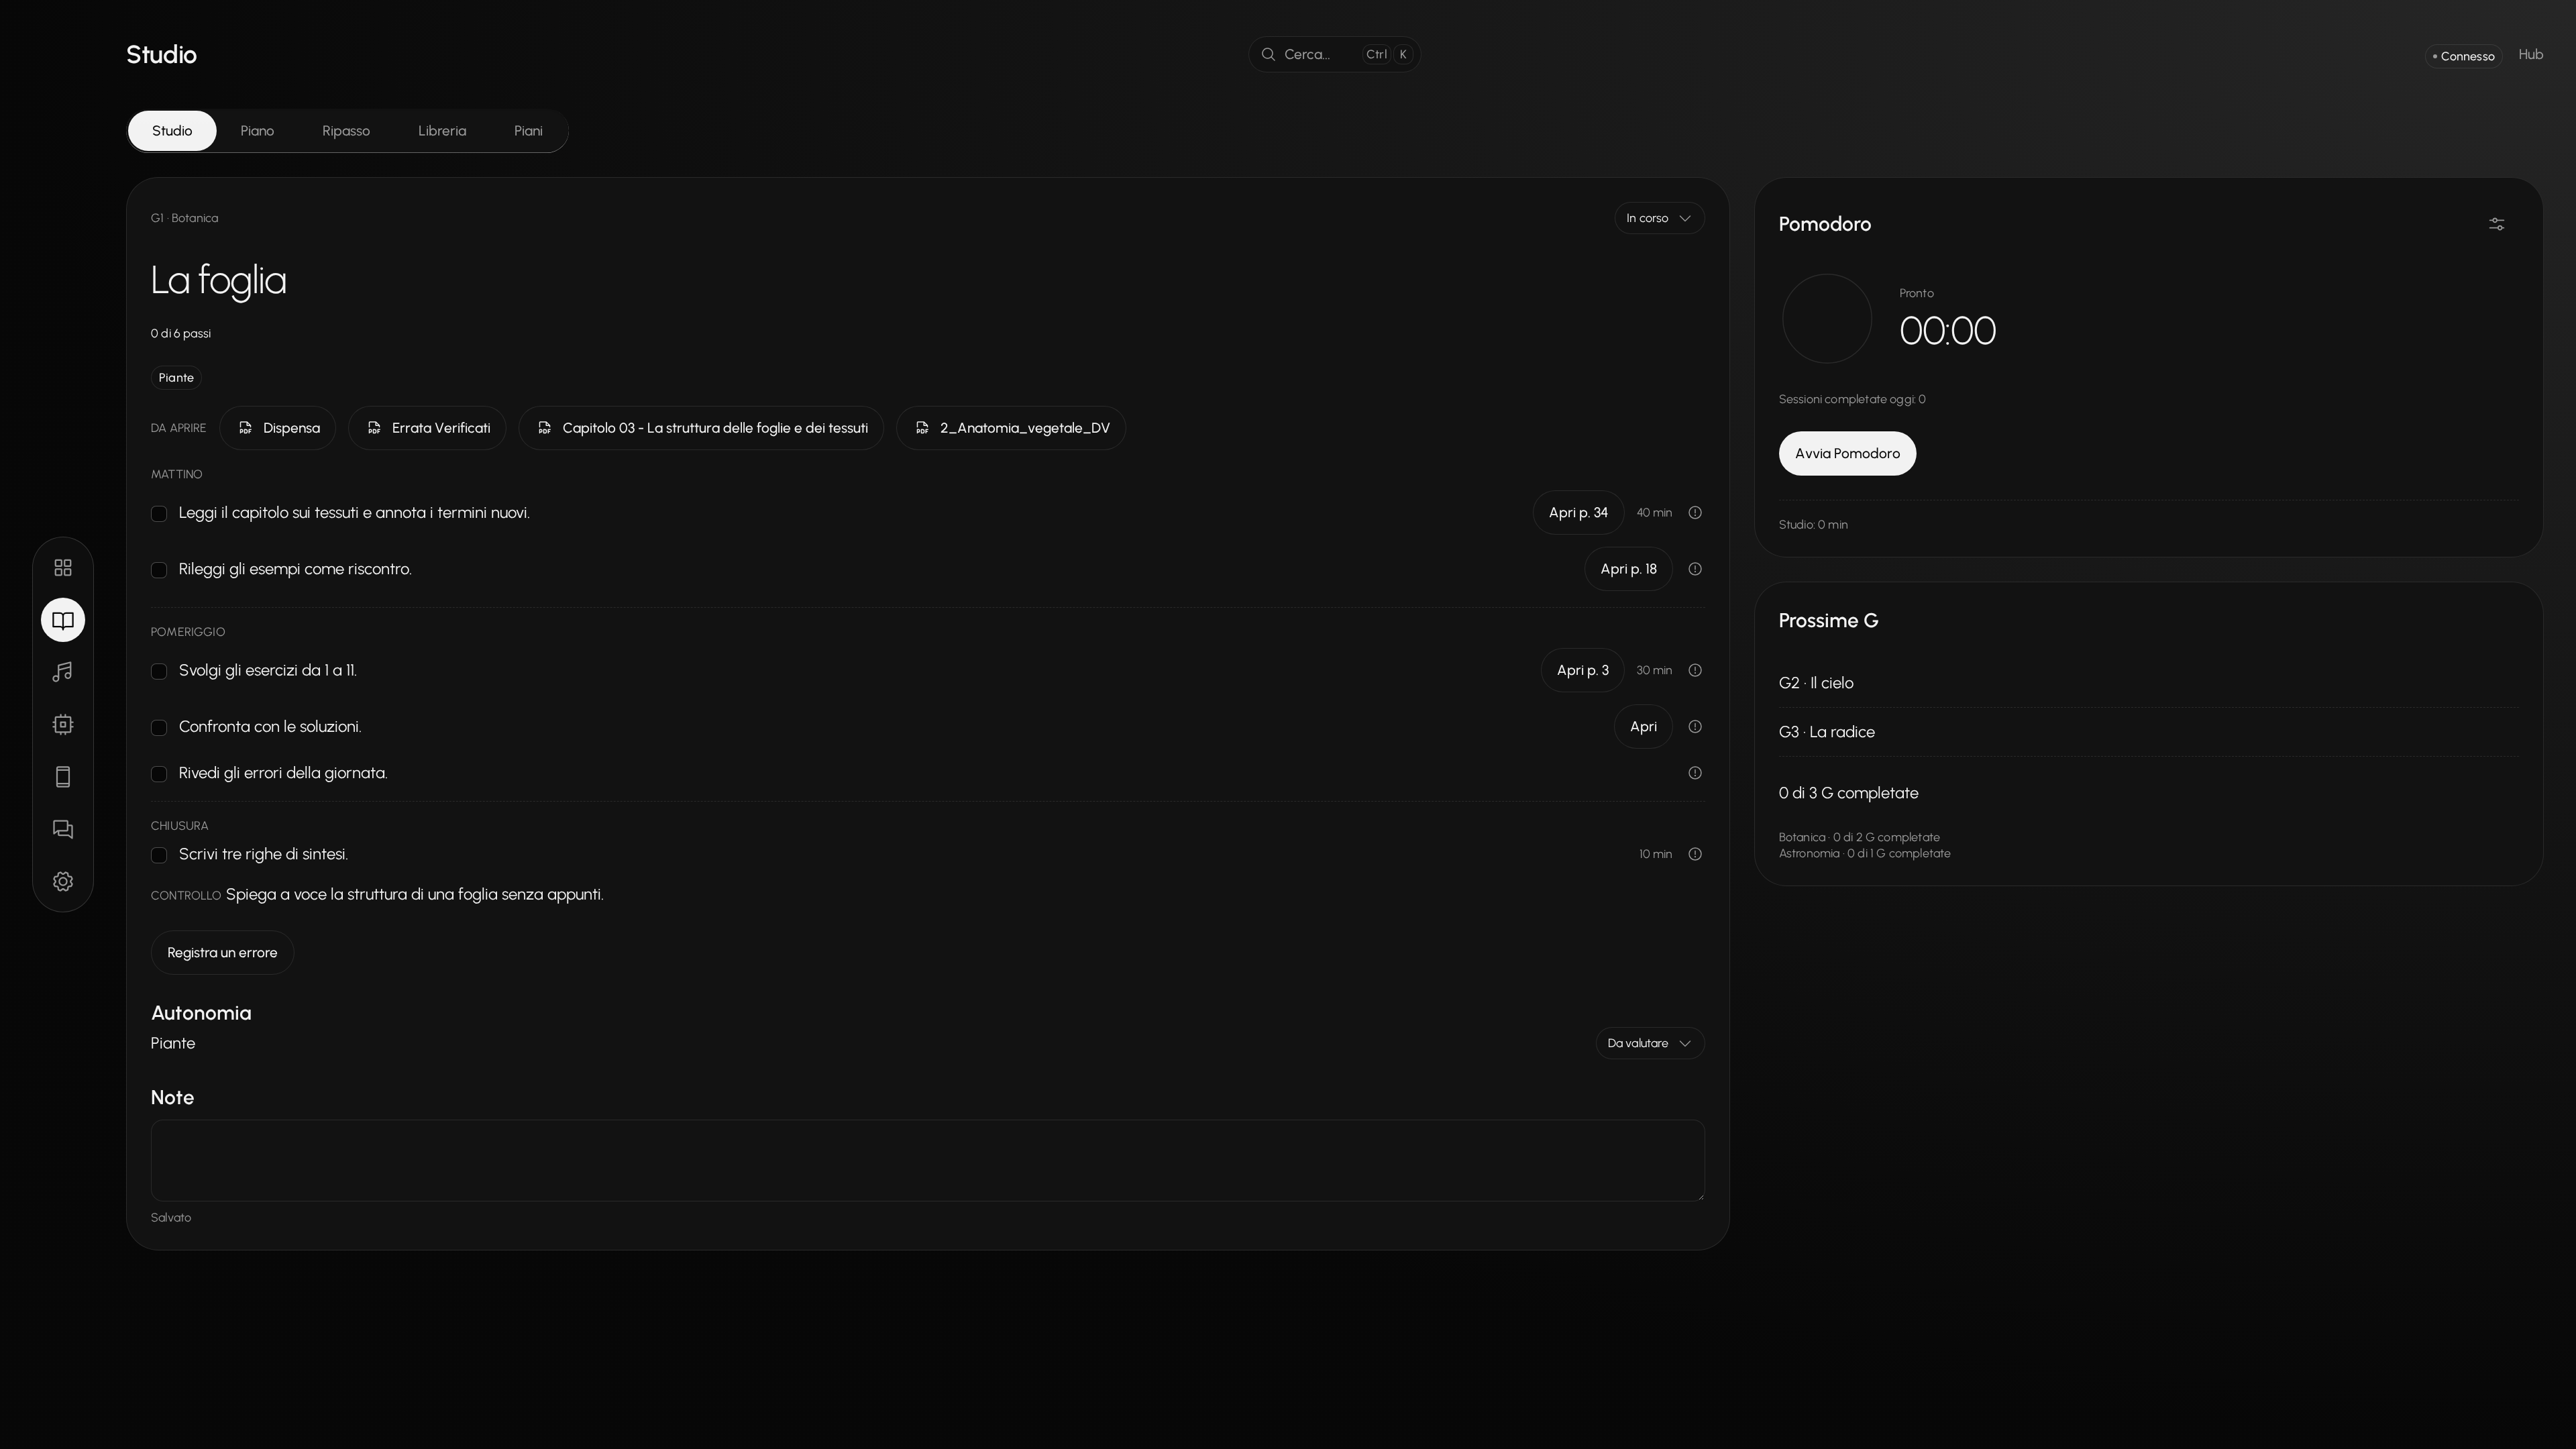 Studio
Cerca...
Ctrl K
Connesso
Hub
Studio Piano Ripasso Libreria Piani
G1 · Botanica
In corso
La foglia
0 di 6 passi
Piante
DA APRIRE
PDF Dispensa
PDF Errata Verificati
PDF Capitolo 03 - La struttura delle foglie e dei tessuti
PDF 2_Anatomia_vegetale_DV
MATTINO
Leggi il capitolo sui tessuti e annota i termini nuovi. Apri p. 34 40 min
Rileggi gli esempi come riscontro. Apri p. 18
POMERIGGIO
Svolgi gli esercizi da 1 a 11. Apri p. 3 30 min
Confronta con le soluzioni. Apri
Rivedi gli errori della giornata.
CHIUSURA
Scrivi tre righe di sintesi. 10 min
CONTROLLO Spiega a voce la struttura di una foglia senza appunti.
Registra un errore
Autonomia
Piante Da valutare
Note
Salvato
Pomodoro
Pronto
00:00
Sessioni completate oggi: 0
Avvia Pomodoro
Studio: 0 min
Prossime G
G2 · Il cielo
G3 · La radice
0 di 3 G completate
Botanica · 0 di 2 G completate
Astronomia · 0 di 1 G completate